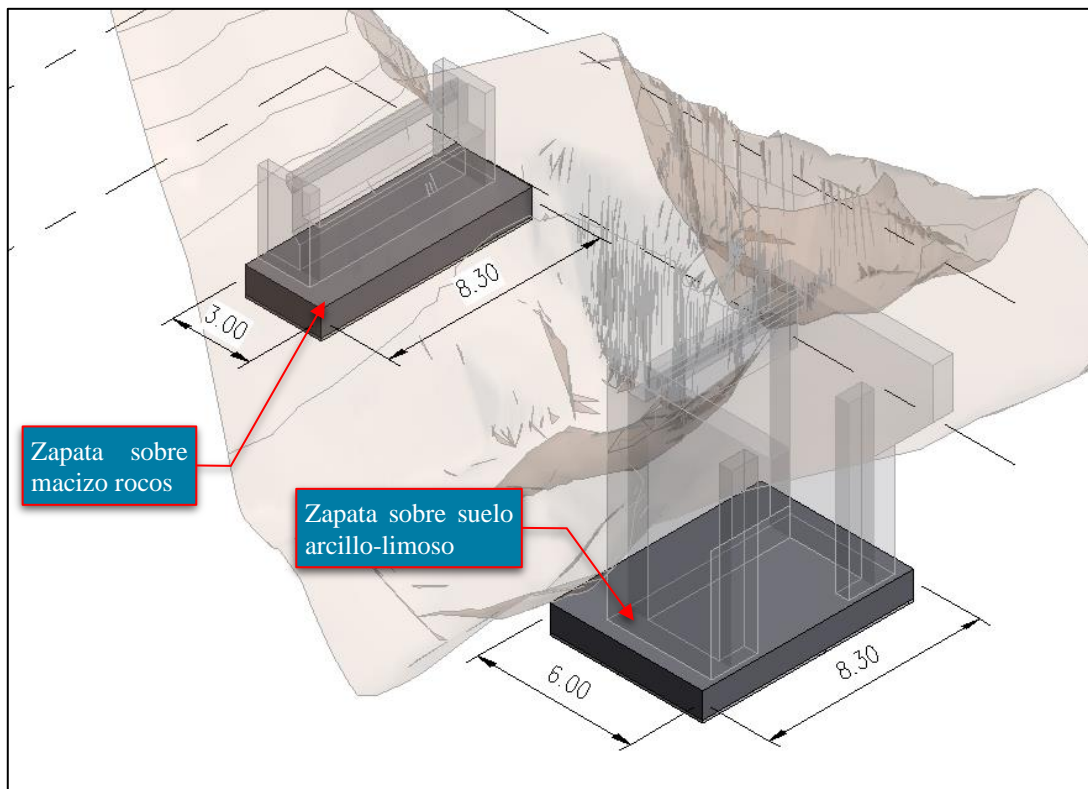 8.30
3.00
Zapata sobre
macizo rocos
Zapata sobre suelo
arcillo-limoso
6.00
8.30